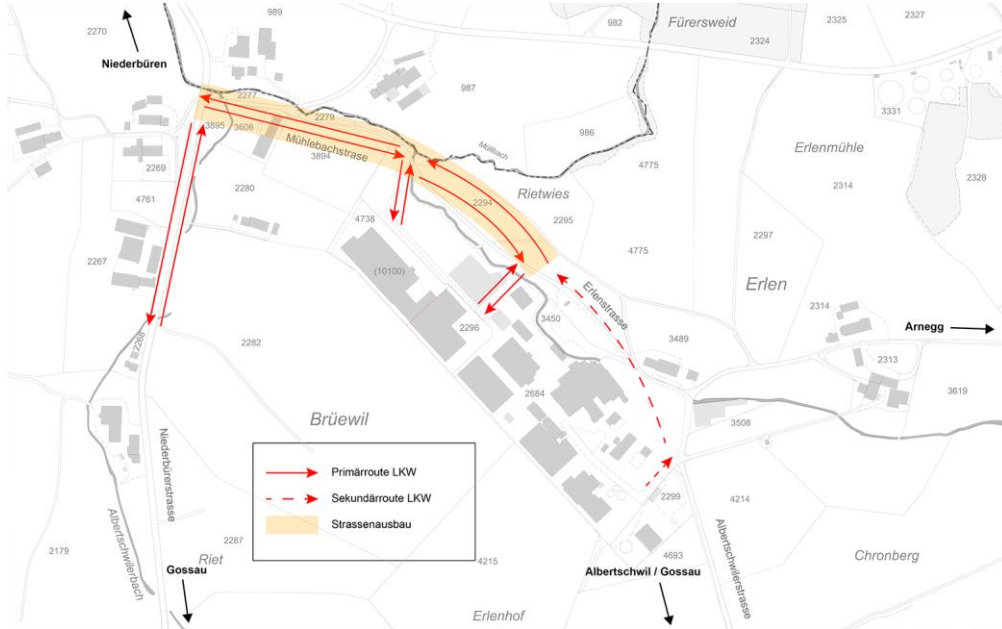 2270
989
982
Fürersweid
2325
2327
2324
Niederbüren
2277
987
2279
3331
3895
3606
Mühlebachstrase
3894
Mülibach
986
Erlenmühle
2269
4775
2314
2328
4761
2280
Rietwies
2294
2295
4738
2297
4775
2267
(10100)
Erlen
Erlenstrasse
2314
2296
3450
Arnegg
2268
2282
3489
2313
3619
2684
Brüewil
3508
Primärroute LKW
Sekundärroute LKW
Strassenausbau
Niederbürerstrasse
2299
4214
Albertschwilerbach
Albertschwilerstrasse
2179
2287
Riet
4215
4693
Chronberg
Gossau
Albertschwil / Gossau
Erlenhof